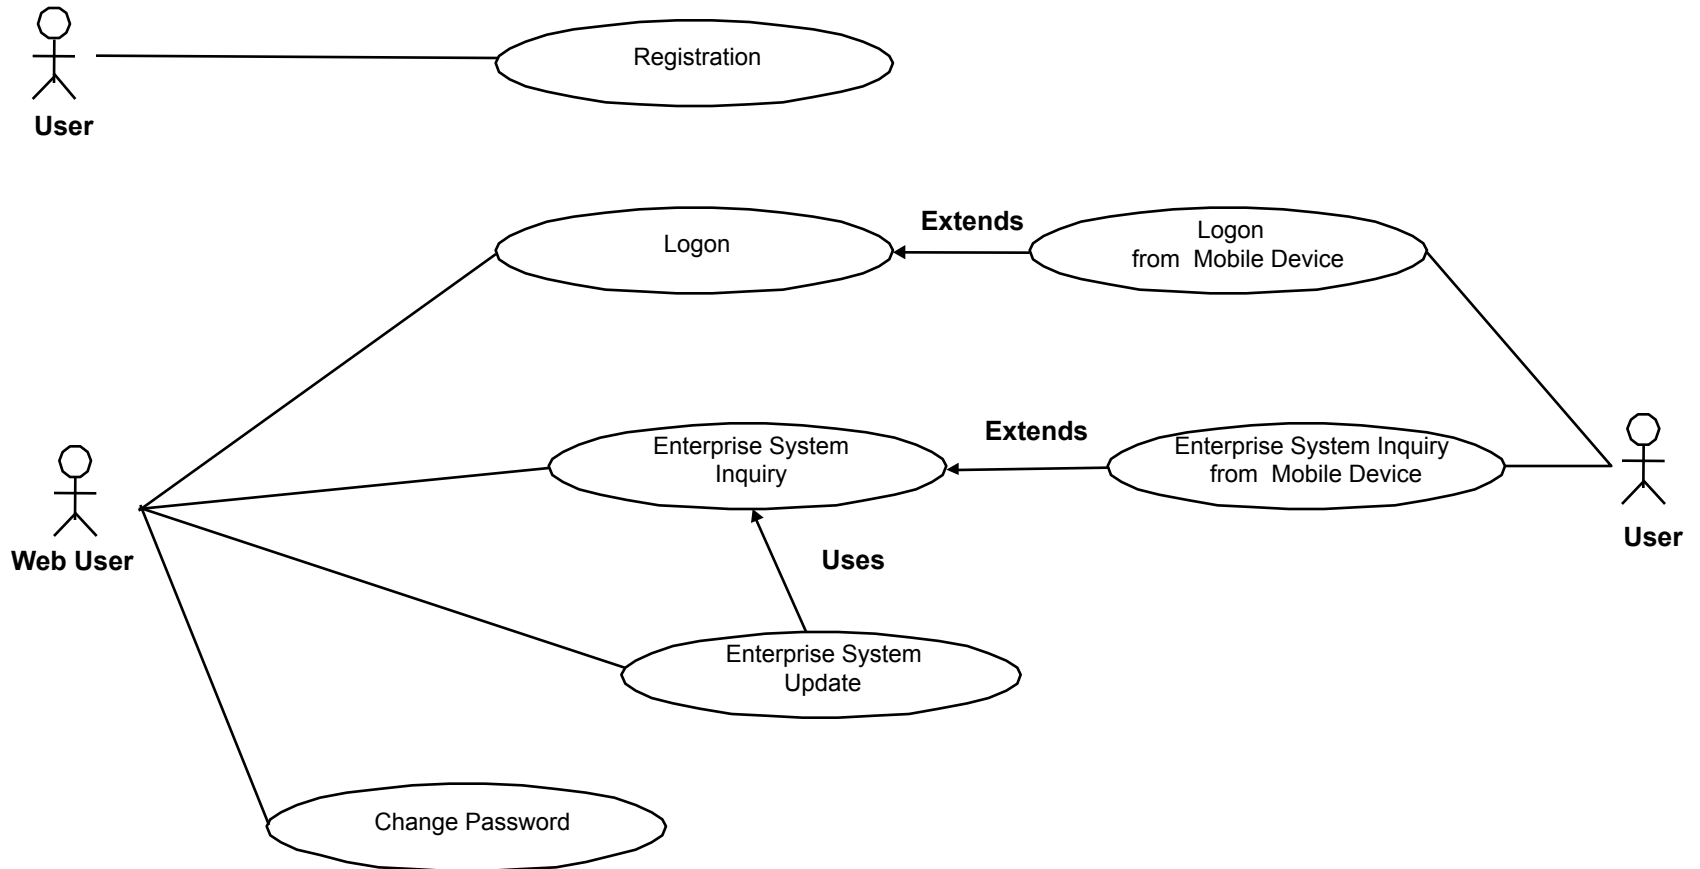 Registration
User
Extends
Logon
Logon
from Mobile Device
Extends
Enterprise System
Inquiry
Enterprise System Inquiry
from Mobile Device
User
Web User
Uses
Enterprise System
Update
Change Password